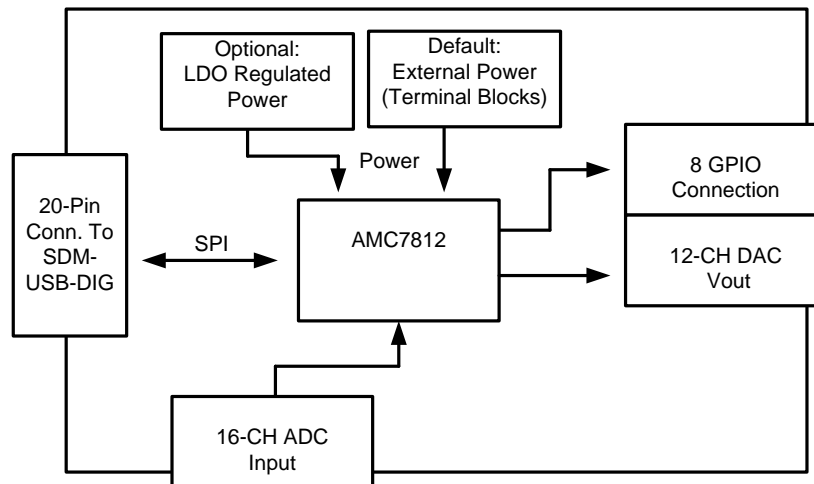 Optional:
LDO Regulated
Power
Default:
External Power
(Terminal Blocks)
Power
20-Pin
Conn. To
SDM-
USB-DIG
SPI
AMC7812
8 GPIO
Connection
12-CH DAC
Vout
16-CH ADC
Input